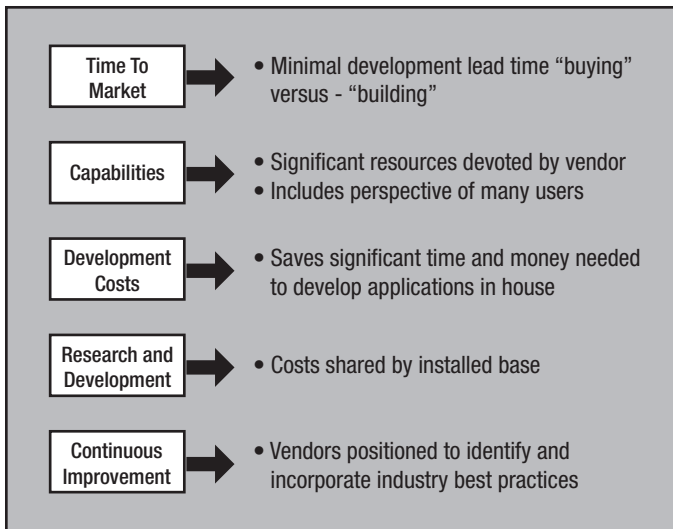 Time To
Market
• Minimal development lead time “buying”
versus - “building”
Capabilities
• Significant resources devoted by vendor
• Includes perspective of many users
Development
Costs
• Saves significant time and money needed
to develop applications in house
Research and
Development
• Costs shared by installed base
Continuous
Improvement
• Vendors positioned to identify and
incorporate industry best practices